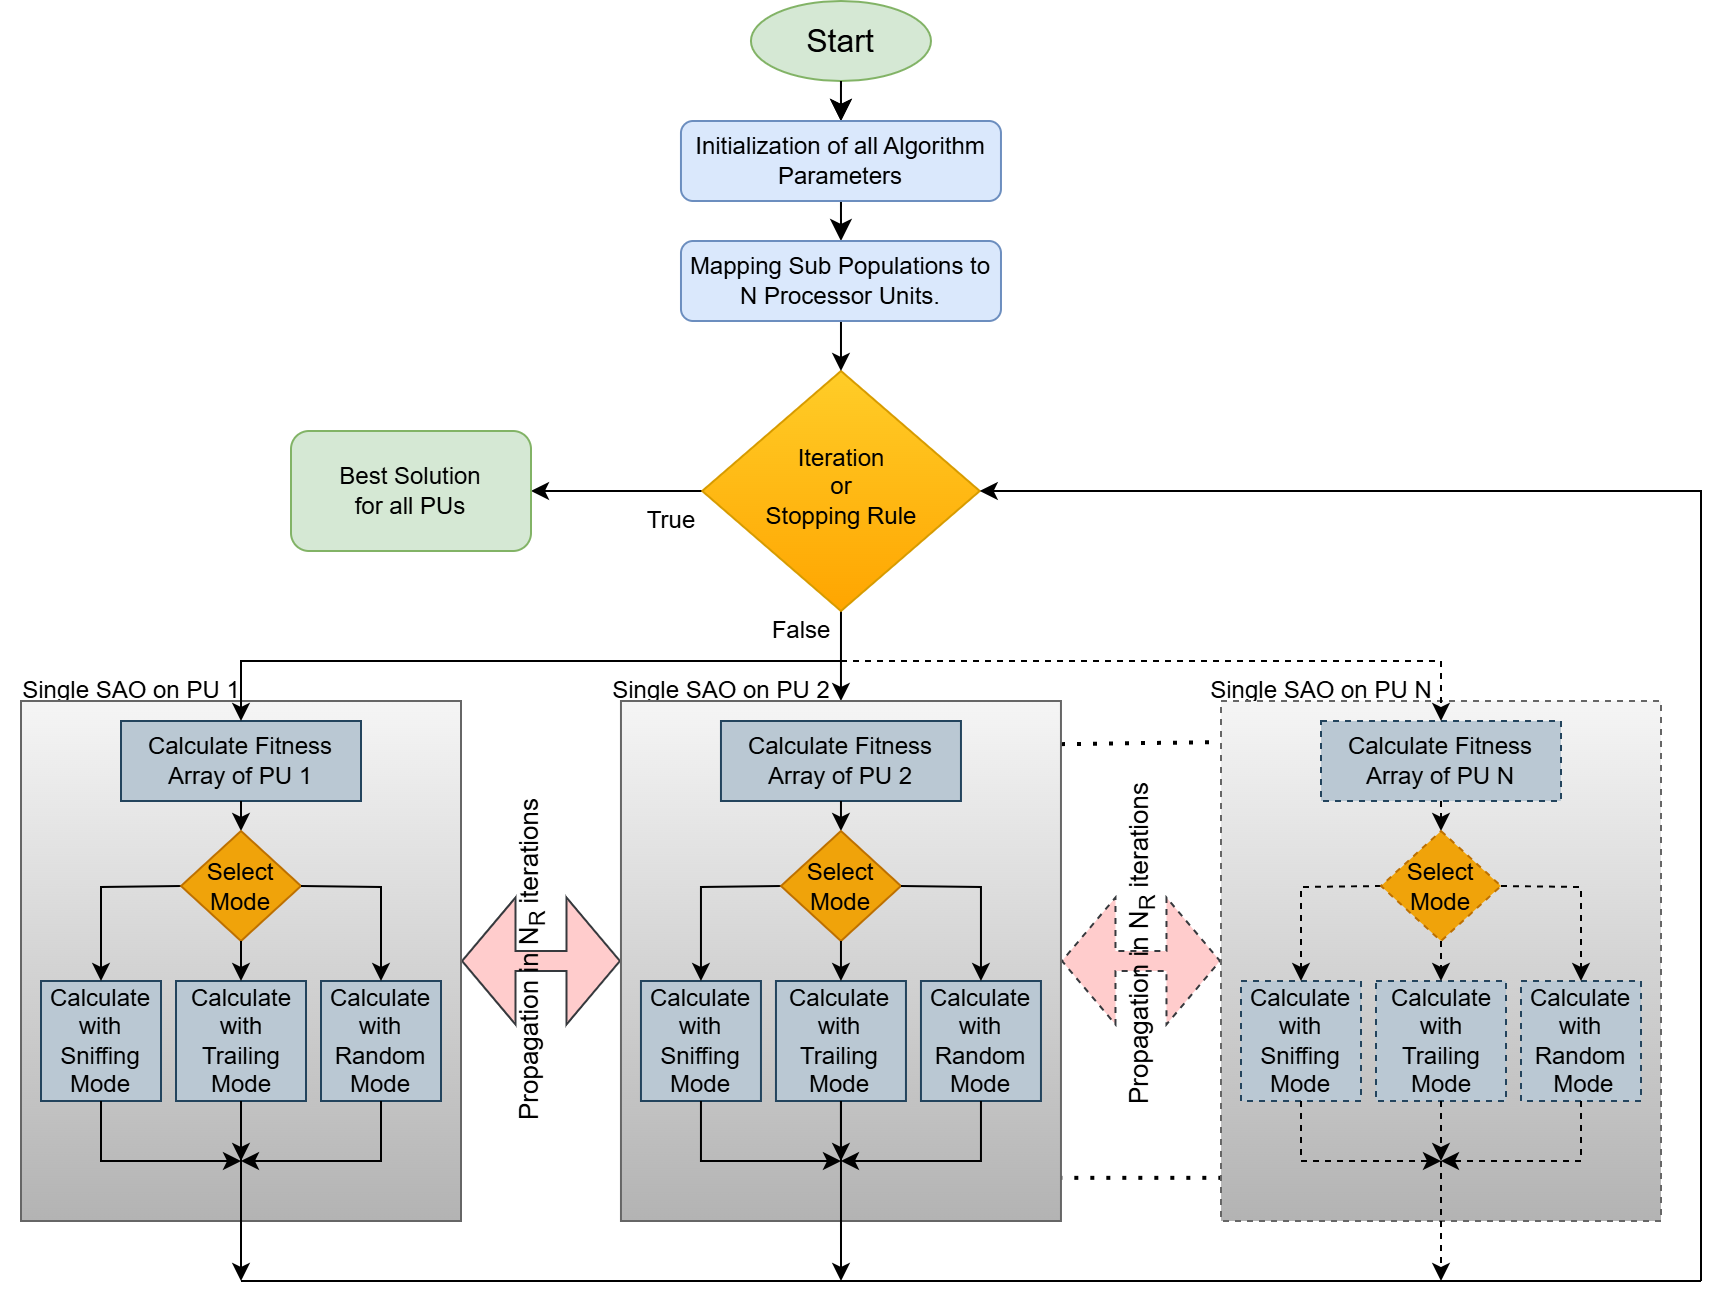 Start
Initialization of all Algorithm
Parameters
Mapping Sub Populations to
N Processor Units.
Iteration
or
Stopping Rule
Best Solution
for all PUs
True
False
Single SAO on PU 1
Calculate Fitness
Array of PU 1
Select
Mode
Calculate
with
Sniffing
Mode
Calculate
with
Trailing
Mode
Calculate
with
Random
Mode
Propagation in NR iterations
Single SAO on PU 2
Calculate Fitness
Array of PU 2
Select
Mode
Calculate
with
Sniffing
Mode
Calculate
with
Trailing
Mode
Calculate
with
Random
Mode
Propagation in NR iterations
Single SAO on PU N
Calculate Fitness
Array of PU N
Select
Mode
Calculate
with
Sniffing
Mode
Calculate
with
Trailing
Mode
Calculate
with
Random
Mode